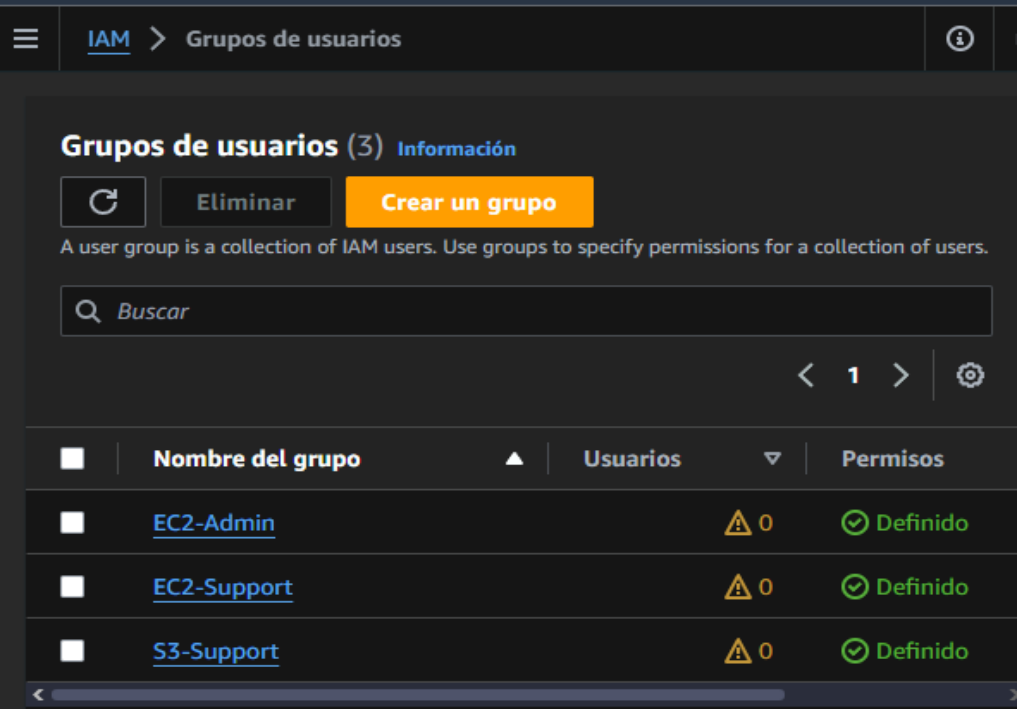 IAM > Grupos de usuarios
Grupos de usuarios (3) Información
Eliminar Crear un grupo
A user group is a collection of IAM users. Use groups to specify permissions for a collection of users.
Buscar
1
Nombre del grupo Usuarios Permisos
EC2-Admin 0 Definido
EC2-Support 0 Definido
S3-Support 0 Definido